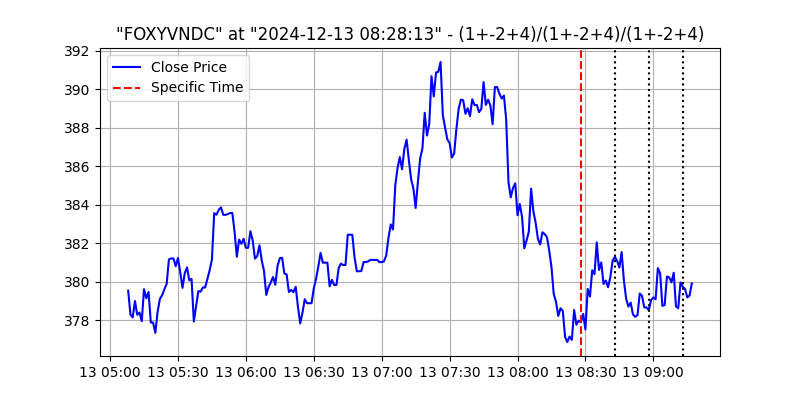 "FOXYVNDC" at "2024-12-13 08:28:13" - (1+-2+4)/(1+-2+4)/(1+-2+4)
Close Price
Specific Time
392
390
388
386
384
382
380
378
13 05:00 13 05:30 13 06:00 13 06:30 13 07:00 13 07:30 13 08:00 13 08:30 13 09:00